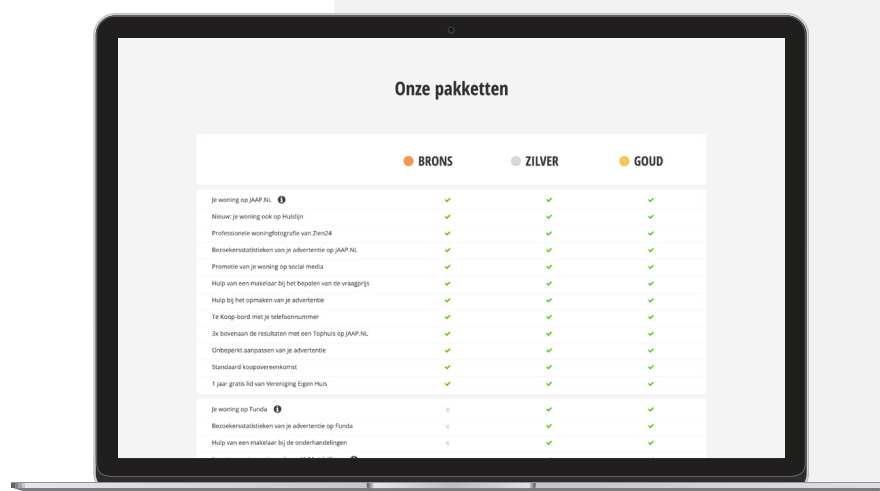 Onze pakketten
BRONS ZILVER GOUD
Je woning op JAAP.NL
Nieuw: je woning ook op Huislijn
Professionele woningfotografie van Zien24
Bezoekersstatistieken van je advertentie op JAAP.NL
Promotie van je woning op social media
Hulp van een makelaar bij het bepalen van de vraagprijs
Hulp bij het opmaken van je advertentie
Te Koop-bord met je telefoonnummer
3x bovenaan de resultaten met een Tophuis op JAAP.NL
Onbeperkt aanpassen van je advertentie
Standaard koopovereenkomst
1 jaar gratis lid van Vereniging Eigen Huis
Je woning op Funda x
Bezoekersstatistieken van je advertentie op Funda x
Hulp van een makelaar bij de onderhandelingen x